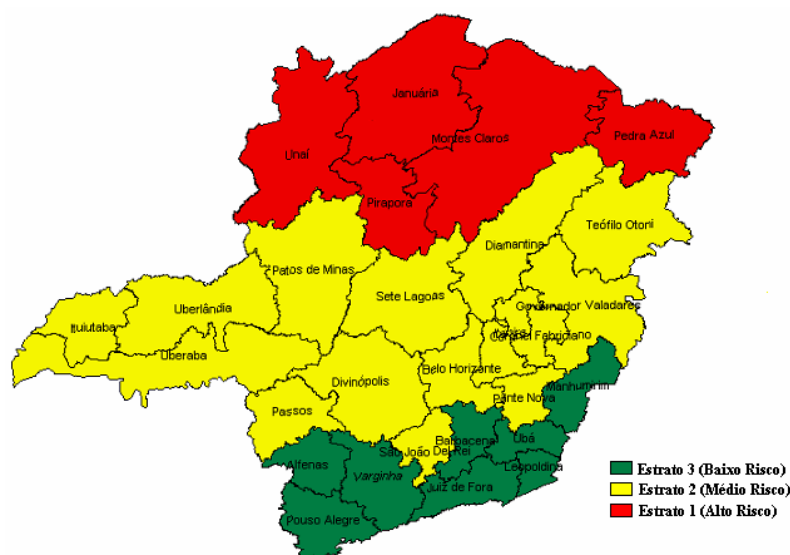 Januária
Montes Claros
Pedra Azul
Unaí
Pirapora
Teófilo Otoni
Diamantina
Patos de Minas
Sete Lagoas
Uberlândia
Governador Valadares
Ituiutaba
Coronel Fabriciano
Uberaba
Belo Horizonte
Divinópolis
Manhumirim
Ponte Nova
Passos
Barbacena
Ubá
São João Del Rei
Alfenas
Leopoldina
Varginha
Juiz de Fora
Pouso Alegre
Estrato 3 (Baixo Risco)
Estrato 2 (Médio Risco)
Estrato 1 (Alto Risco)